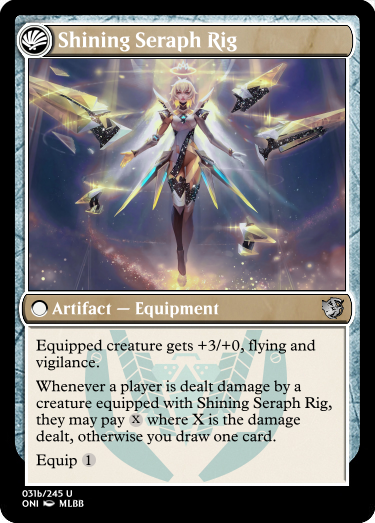 Shining Seraph Rig
Artifact — Equipment
Equipped creature gets +3/+0, flying and
vigilance.
Whenever a player is dealt damage by a
creature equipped with Shining Seraph Rig,
they may pay X where X is the damage
dealt, otherwise you draw one card.
Equip 1
031b/245 U
ONI MLBB